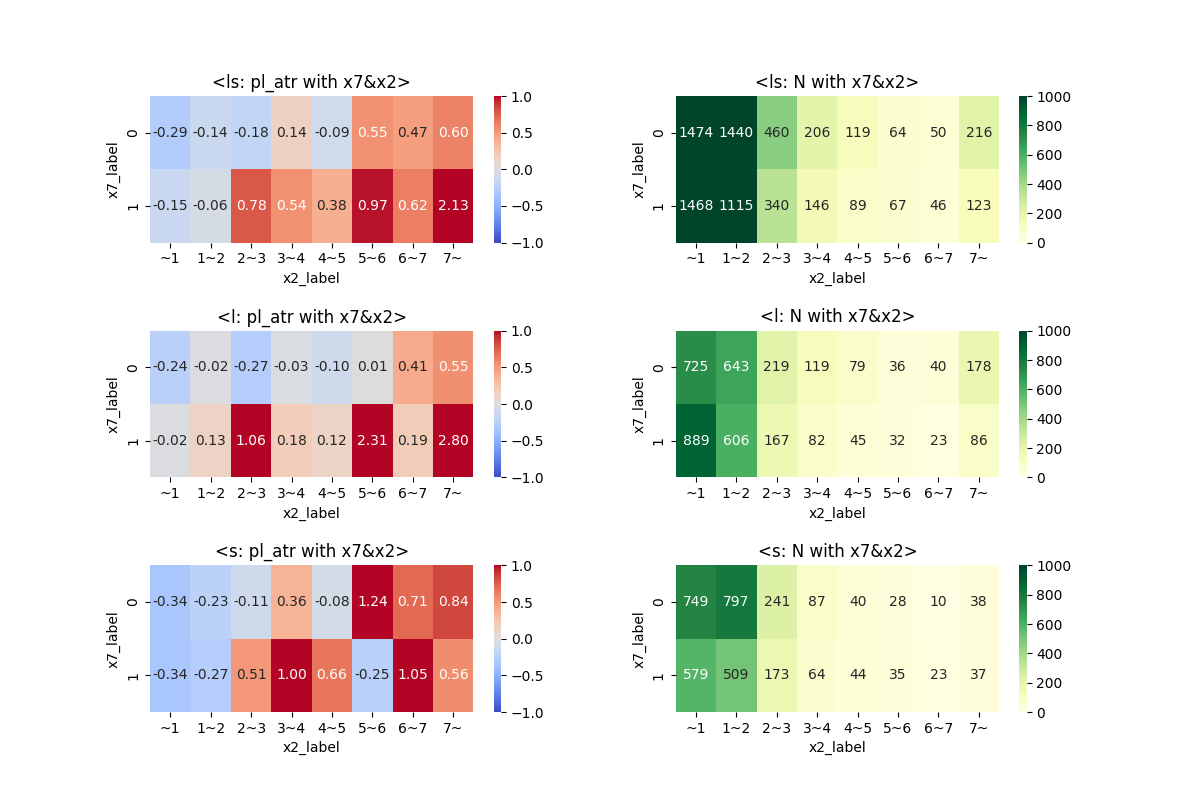 <ls: pl_atr with x7&x2>
x7_label
0
-0.29 -0.14 -0.18 0.14 -0.09 0.55 0.47 0.60
1
-0.15 -0.06 0.78 0.54 0.38 0.97 0.62 2.13
~1 1~2 2~3 3~4 4~5 5~6 6~7 7~
x2_label
1.0
0.5
0.0
−0.5
−1.0
<ls: N with x7&x2>
x7_label
0
1474 1440 460 206 119 64 50 216
1
1468 1115 340 146 89 67 46 123
~1 1~2 2~3 3~4 4~5 5~6 6~7 7~
x2_label
1000
800
600
400
200
0
<l: pl_atr with x7&x2>
x7_label
0
-0.24 -0.02 -0.27 -0.03 -0.10 0.01 0.41 0.55
1
-0.02 0.13 1.06 0.18 0.12 2.31 0.19 2.80
~1 1~2 2~3 3~4 4~5 5~6 6~7 7~
x2_label
1.0
0.5
0.0
−0.5
−1.0
<l: N with x7&x2>
x7_label
0
725 643 219 119 79 36 40 178
1
889 606 167 82 45 32 23 86
~1 1~2 2~3 3~4 4~5 5~6 6~7 7~
x2_label
1000
800
600
400
200
0
<s: pl_atr with x7&x2>
x7_label
0
-0.34 -0.23 -0.11 0.36 -0.08 1.24 0.71 0.84
1
-0.34 -0.27 0.51 1.00 0.66 -0.25 1.05 0.56
~1 1~2 2~3 3~4 4~5 5~6 6~7 7~
x2_label
1.0
0.5
0.0
−0.5
−1.0
<s: N with x7&x2>
x7_label
0
749 797 241 87 40 28 10 38
1
579 509 173 64 44 35 23 37
~1 1~2 2~3 3~4 4~5 5~6 6~7 7~
x2_label
1000
800
600
400
200
0